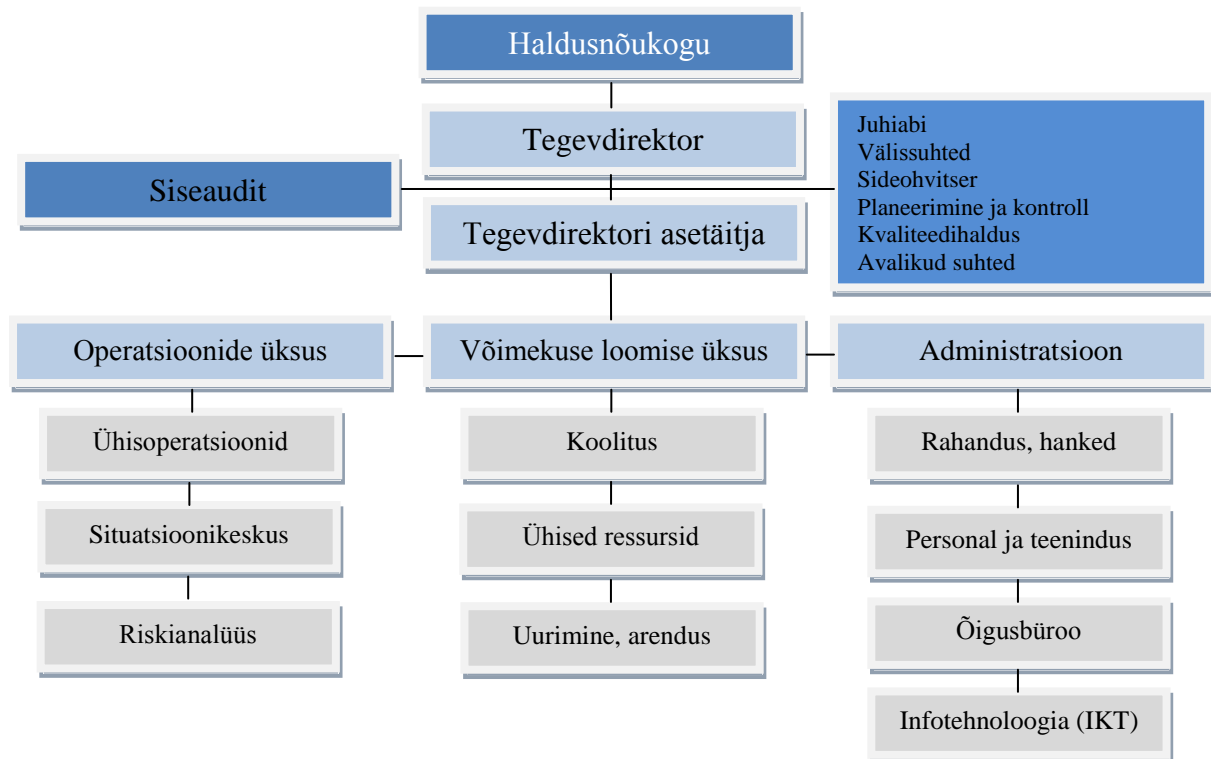 Haldusnõukogu
Tegevdirektor
Siseaudit
Juhiabi
Välissuhted
Sideohvitser
Planeerimine ja kontroll
Kvaliteedihaldus
Avalikud suhted
Tegevdirektori asetäitja
Operatsioonide üksus
Võimekuse loomise üksus
Administratsioon
Ühisoperatsioonid
Koolitus
Rahandus, hanked
Situatsioonikeskus
Ühised ressursid
Personal ja teenindus
Riskianalüüs
Uurimine, arendus
Õigusbüroo
Infotehnoloogia (IKT)